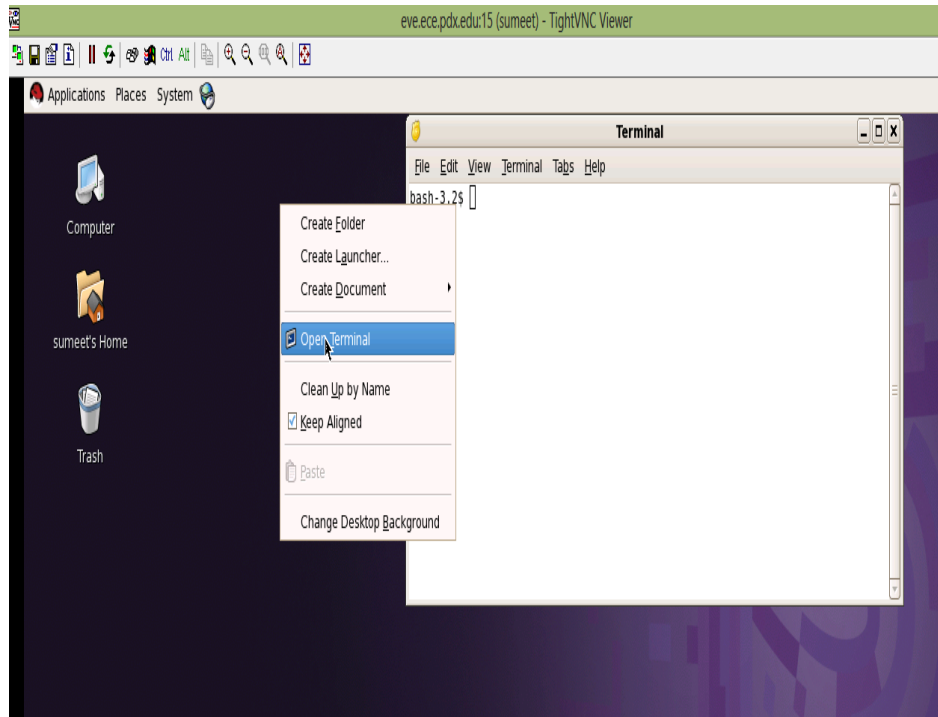 eve.ece.pdx.edu:15 (sumeet) - TightVNC Viewer
Ctrl Alt
Applications Places System
Computer
sumeet's Home
Trash
Create Folder
Create Launcher...
Create Document
Open Terminal
Clean Up by Name
Keep Aligned
Paste
Change Desktop Background
Terminal
File Edit View Terminal Tabs Help
bash-3.2$